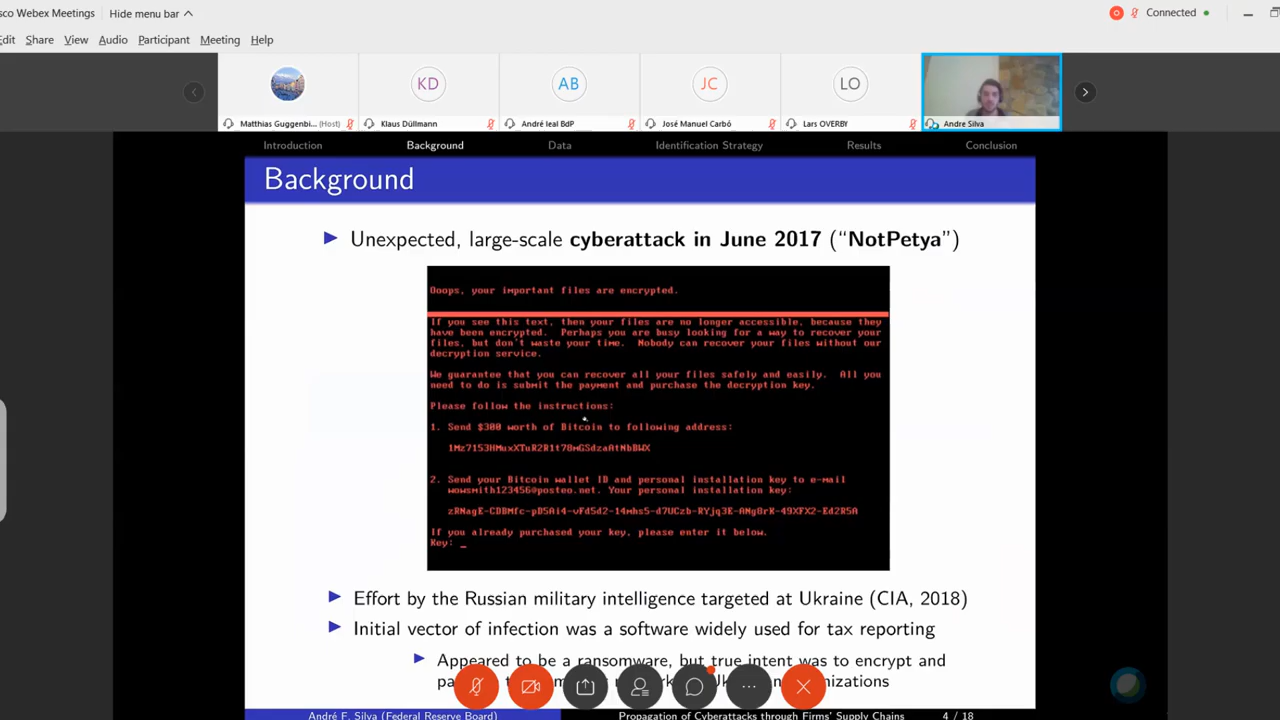 sco Webex Meetings
Hide menu bar
Connected
Edit Share View Audio Participant Meeting Help
KD
AB
JC
LO
Matthias Guggenbi... (Host)
Klaus Düllmann
André leal BdP
José Manuel Carbó
Lars OVERBY
Andre Silva
Introduction Background Data Identification Strategy Results Conclusion
Background
Unexpected, large-scale cyberattack in June 2017 (“NotPetya”)
Ooops, your important files are encrypted.
If you see this text, then your files are no longer accessible, because they
have been encrypted. Perhaps you are busy looking for a way to recover your
files, but don't waste your time. Nobody can recover your files without our
decryption service.
We guarantee that you can recover all your files safely and easily. All you
need to do is submit the payment and purchase the decryption key.
Please follow the instructions:
1. Send $300 worth of Bitcoin to following address:
1Mz7153HMuxXTuR2R1t78mGSdzaAtNbBWX
2. Send your Bitcoin wallet ID and personal installation key to e-mail
wowsmith123456@posteo.net. Your personal installation key:
If you already purchased your key, please enter it below.
Key: _
Effort by the Russian military intelligence targeted at Ukraine (CIA, 2018)
Initial vector of infection was a software widely used for tax reporting
Appeared to be a ransomware, but true intent was to encrypt and
André F. Silva (Federal Reserve Board) Propagation of Cyberattacks through Firms' Supply Chains 4 / 18